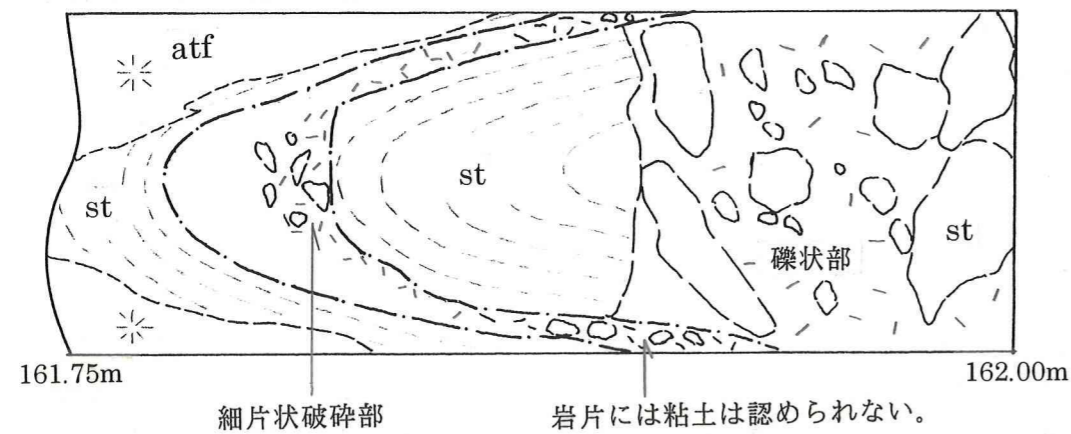 atf
st
st
st
礫状部
161.75m
162.00m
細片状破砕部
岩片には粘土は認められない。